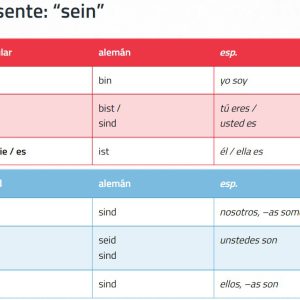 sente: “sein”
lar alemán esp.
bin yo soy
bist / tú eres /
sind usted es
ie / es ist él / ella es
l alemán esp.
sind nosotros, –as som
seid unstedes son
sind
sind ellos, –as son